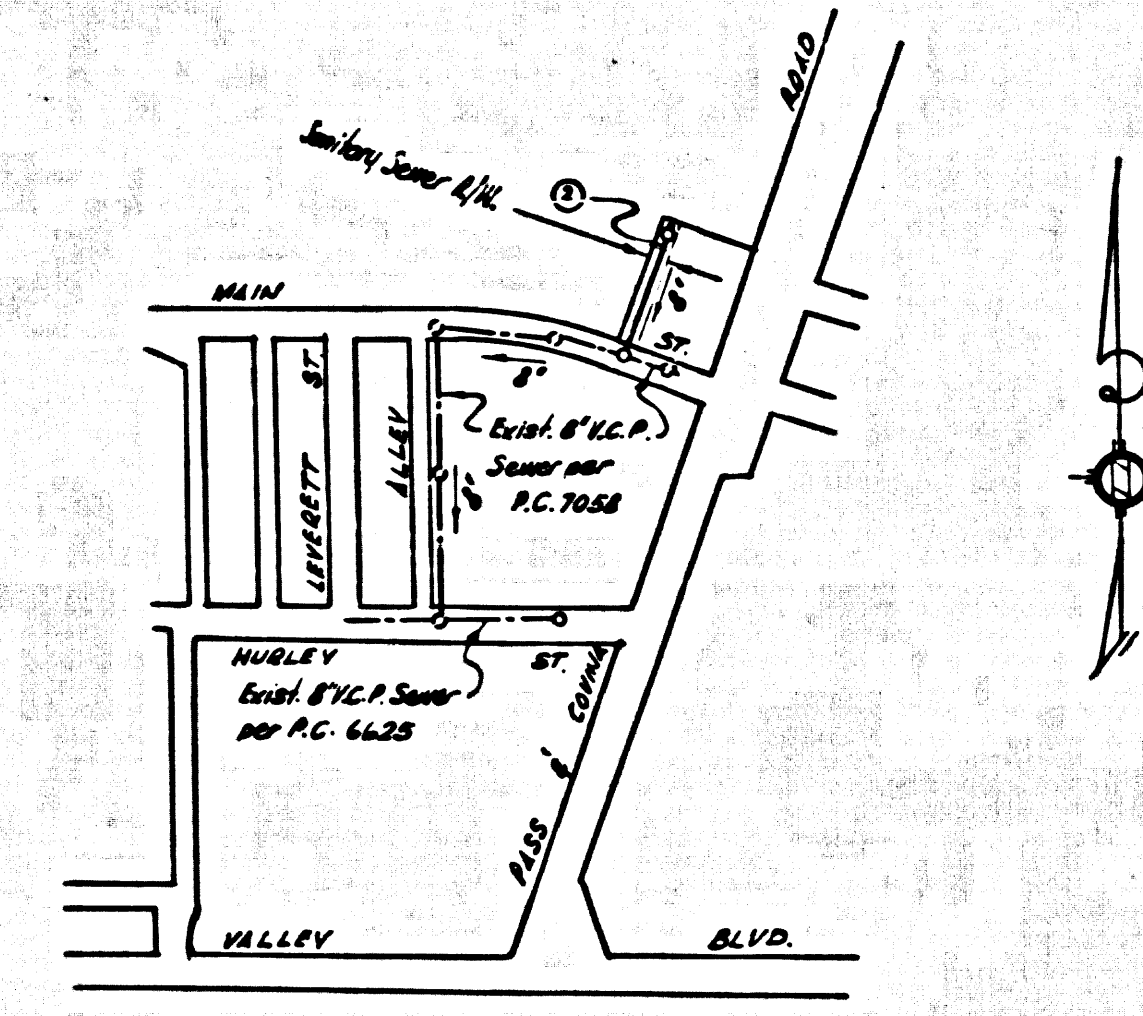 ROAD
Sanitary Sewer R/W.
2
MAIN
8"
ST.
8"
LEVERETT ST.
ALLEY
Exist. 8" V.C.P.
Sewer per
P.C. 7058
8"
HURLEY
ST.
Exist. 8" V.C.P. Sewer
per P.C. 6625
PASS & COVINA
VALLEY
BLVD.